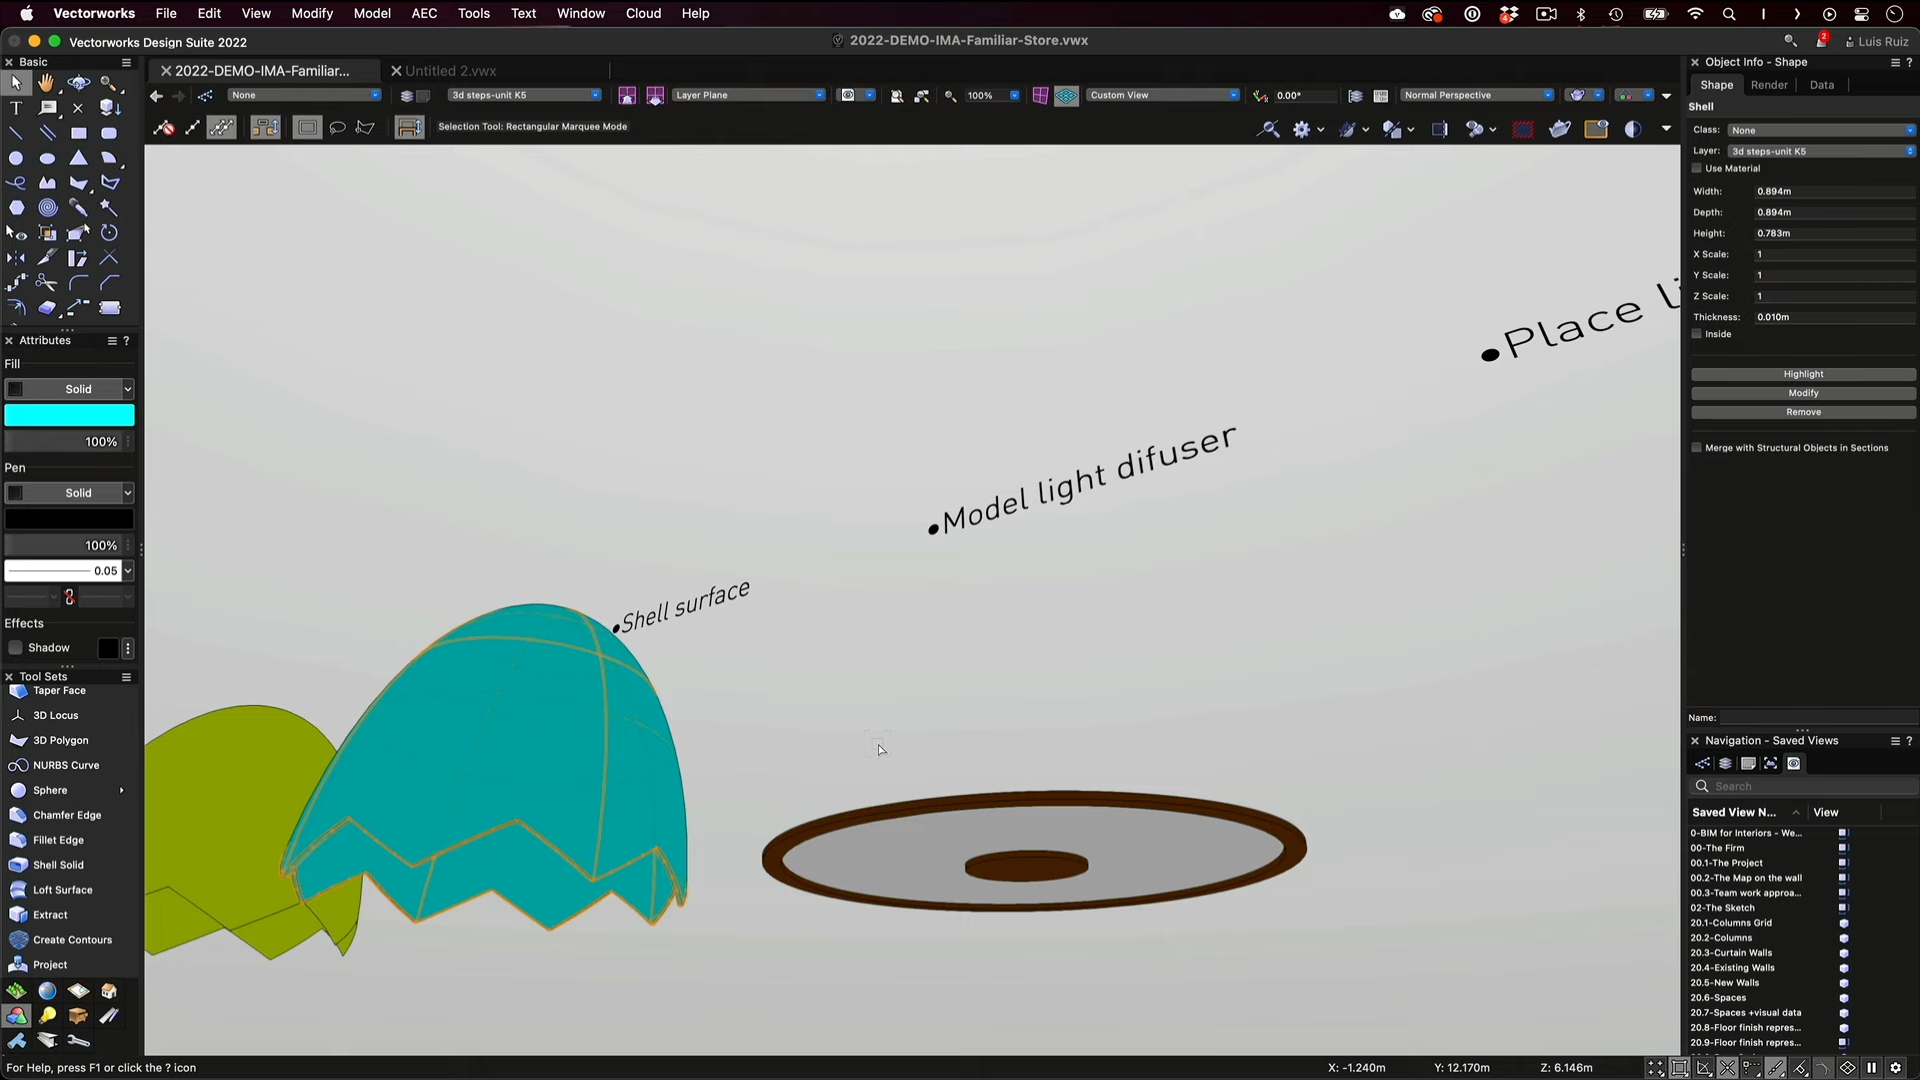 Vectorworks File Edit View Modify Model AEC Tools Text Window Cloud Help
Vectorworks Design Suite 2022
2022-DEMO-IMA-Familiar-Store.vwx
Luis Ruiz
Basic
2022-DEMO-IMA-Familiar...
Untitled 2.vwx
None
3d steps-unit K5
Layer Plane
100%
Custom View
0.00°
Normal Perspective
Selection Tool: Rectangular Marquee Mode
Attributes
Fill
Solid
100%
Pen
Solid
100%
0.05
Effects
Shadow
Tool Sets
Taper Face
3D Locus
3D Polygon
NURBS Curve
Sphere
Chamfer Edge
Fillet Edge
Shell Solid
Loft Surface
Extract
Create Contours
Project
For Help, press F1 or click the ? icon
Place
Model light difuser
Shell surface
Object Info - Shape
Shape Render Data
Shell
Class: None
Layer: 3d steps-unit K5
Use Material
Width: 0.894m
Depth: 0.894m
Height: 0.783m
X Scale: 1
Y Scale: 1
Z Scale: 1
Thickness: 0.010m
Inside
Highlight
Modify
Remove
Merge with Structural Objects in Sections
Name:
Navigation - Saved Views
Search
Saved View N... View
0-BIM for Interiors - We...
00-The Firm
00.1-The Project
00.2-The Map on the wall
00.3-Team work approa...
02-The Sketch
20.1-Columns Grid
20.2-Columns
20.3-Curtain Walls
20.4-Existing Walls
20.5-New Walls
20.6-Spaces
20.7-Spaces +visual data
20.8-Floor finish repres...
20.9-Floor finish repres...
X: -1.240m Y: 12.170m Z: 6.146m